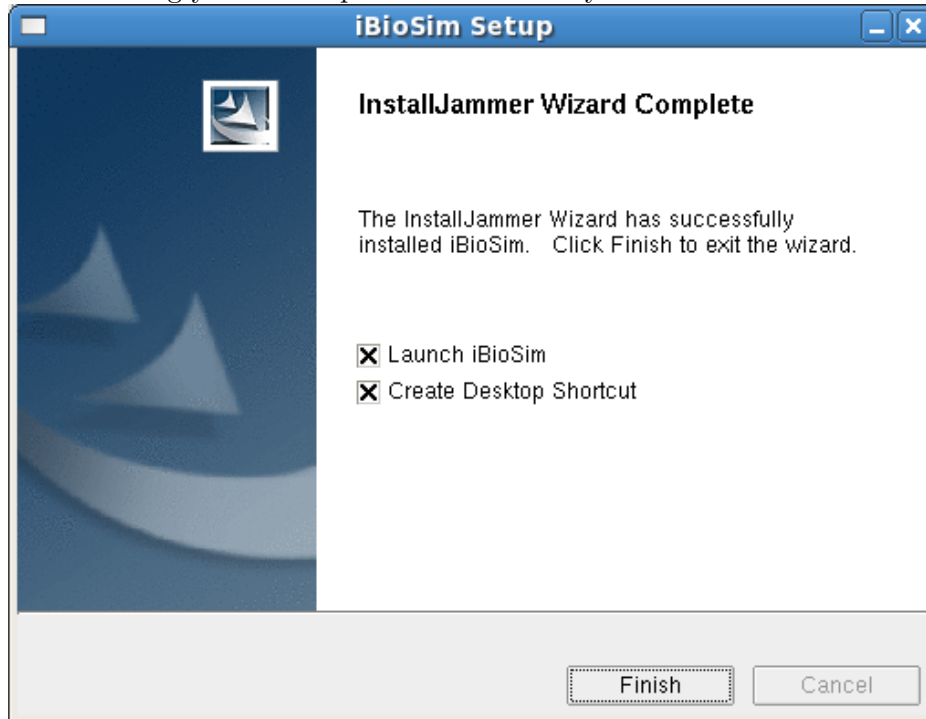 iBioSim Setup
InstallJammer Wizard Complete
The InstallJammer Wizard has successfully
installed iBioSim. Click Finish to exit the wizard.
Launch iBioSim
Create Desktop Shortcut
Finish
Cancel